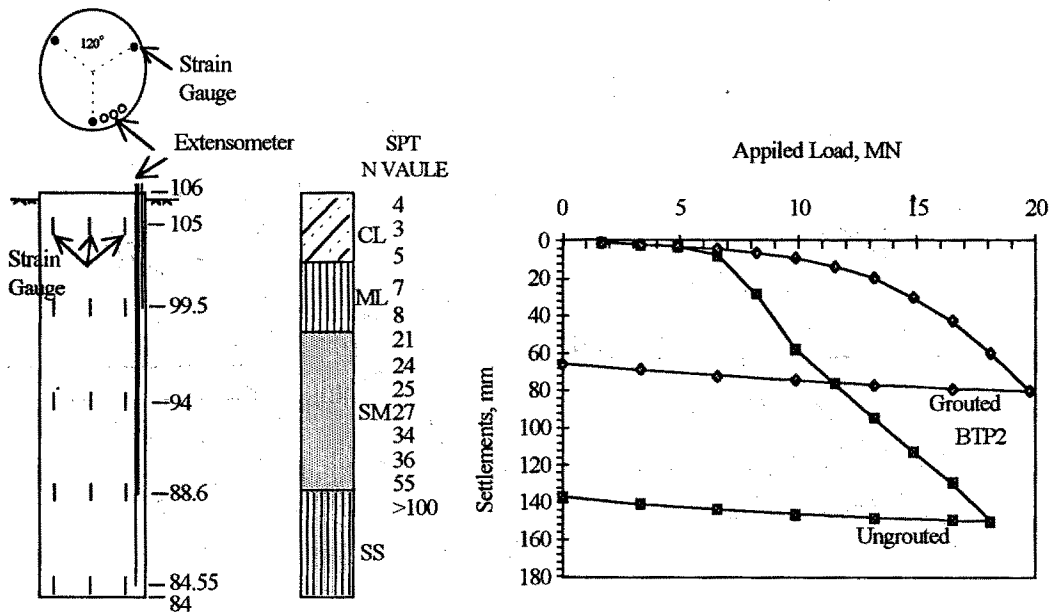 120°
Strain
Gauge
Extensometer
SPT
N VAULE
106
105
Strain
Gauge
99.5
94
88.6
84.55
84
CL
ML
SM
SS
4
3
5
7
8
21
24
25
27
34
36
55
>100
Appiled Load, MN
0 5 10 15 20
Settlements, mm
0
20
40
60
80
100
120
140
160
180
Grouted
BTP2
Ungrouted